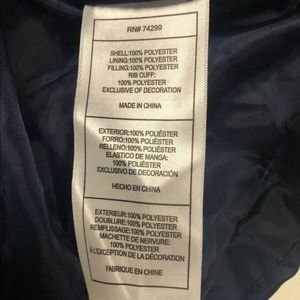 RN# 74299
SHELL:100% POLYESTER
LINING:100% POLYESTER
FILLING:100% POLYESTER
RIB CUFF:
100% POLYESTER
EXCLUSIVE OF DECORATION
MADE IN CHINA
EXTERIOR:100% POLIÉSTER
FORRO:100% POLIÉSTER
RELLENO:100% POLIÉSTER
ELASTICO DE MANGA:
100% POLIÉSTER
EXCLUSIVO DE DECORACIÓN
HECHO EN CHINA
EXTERIEUR:100% POLYESTER
DOUBLURE:100% POLYESTER
REMPLISSAGE:100% POLYESTER
MACHETTE DE NERVURE:
100% POLYESTER
A L'EXCEPTION DE LA DÉCORATION
FABRIQUE EN CHINE